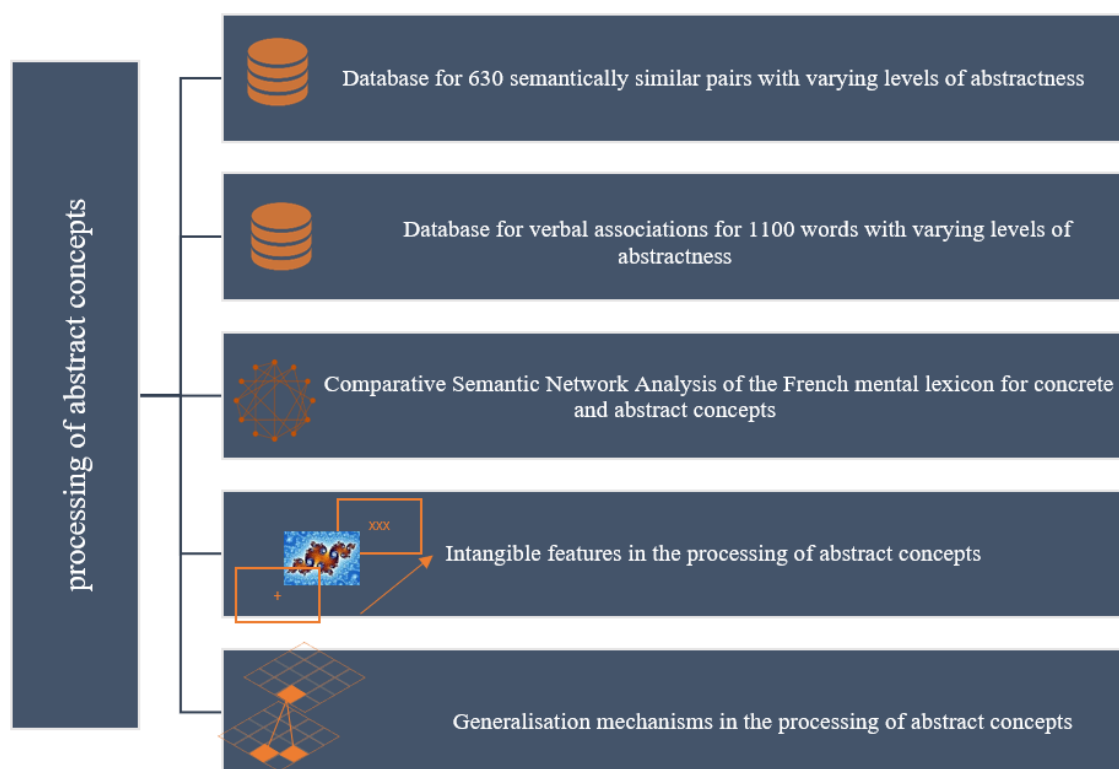 processing of abstract concepts
Database for 630 semantically similar pairs with varying levels of abstractness
Database for verbal associations for 1100 words with varying levels of
abstractness
Comparative Semantic Network Analysis of the French mental lexicon for concrete
and abstract concepts
xxx
Intangible features in the processing of abstract concepts
+
Generalisation mechanisms in the processing of abstract concepts